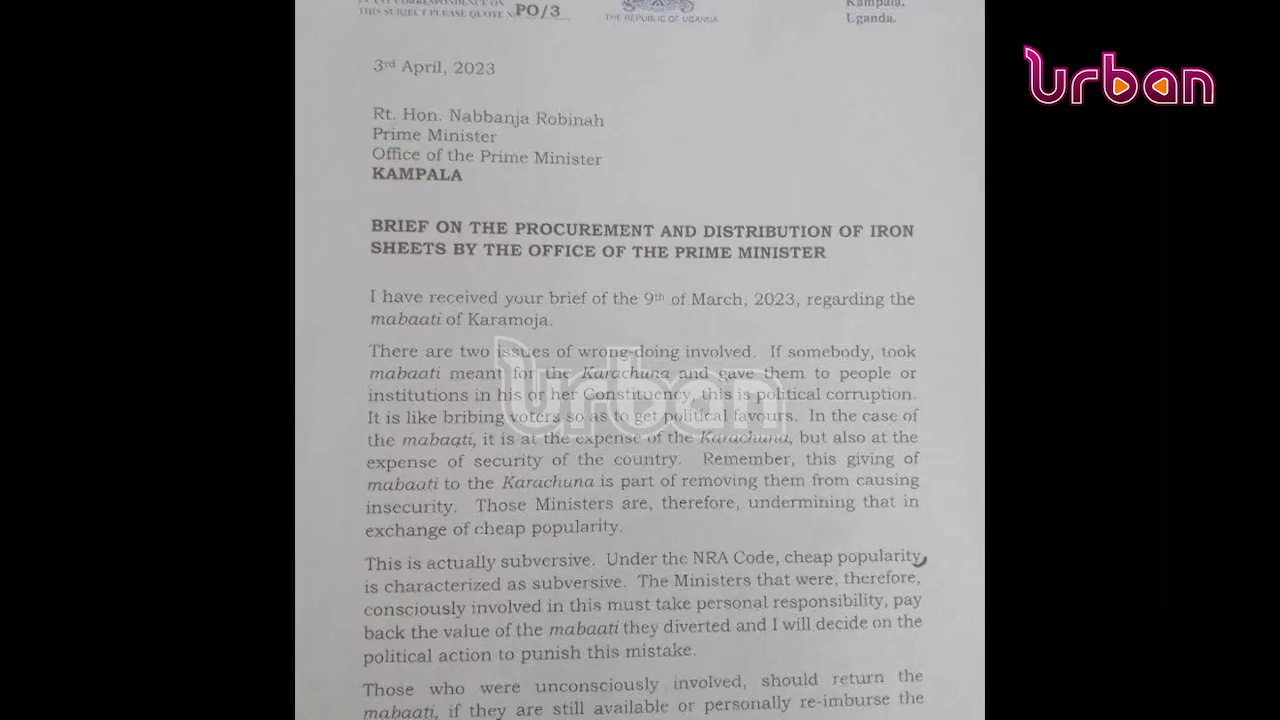 THIS SUBJECT PLEASE QUOTE No PO/3
THE REPUBLIC OF UGANDA
Kampala,
Uganda.
urban
3rd April, 2023
Rt. Hon. Nabbanja Robinah
Prime Minister
Office of the Prime Minister
KAMPALA
BRIEF ON THE PROCUREMENT AND DISTRIBUTION OF IRON
SHEETS BY THE OFFICE OF THE PRIME MINISTER
I have received your brief of the 9th of March, 2023, regarding the
mabaati of Karamoja.
There are two issues of wrong-doing involved. If somebody, took
mabaati meant for the Karachuna and gave them to people or
institutions in his or her Constituency, this is political corruption.
It is like bribing voters so as to get political favours. In the case of
the mabaati, it is at the expense of the Karachuna, but also at the
expense of security of the country. Remember, this giving of
mabaati to the Karachuna is part of removing them from causing
insecurity. Those Ministers are, therefore, undermining that in
exchange of cheap popularity.
urban
This is actually subversive. Under the NRA Code, cheap popularity
is characterized as subversive. The Ministers that were, therefore,
consciously involved in this must take personal responsibility, pay
back the value of the mabaati they diverted and I will decide on the
political action to punish this mistake.
Those who were unconsciously involved, should return the
mabaati, if they are still available or personally re-imburse the